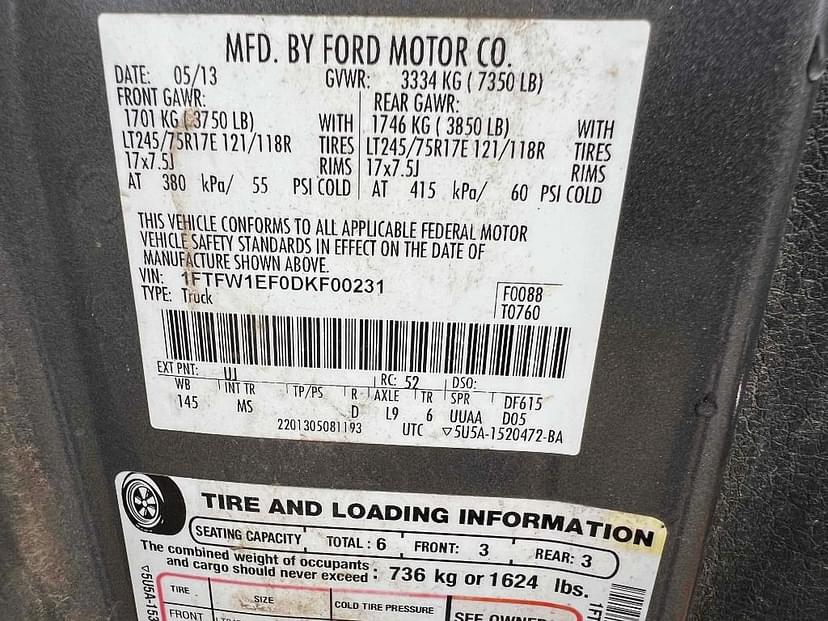 MFD. BY FORD MOTOR CO.
DATE: 05/13 GVWR: 3334 KG ( 7350 LB)
FRONT GAWR: REAR GAWR:
1701 KG ( 3750 LB) WITH 1746 KG ( 3850 LB) WITH
LT245/75R17E 121/118R TIRES LT245/75R17E 121/118R TIRES
17x7.5J RIMS 17x7.5J RIMS
AT 380 kPa/ 55 PSI COLD AT 415 kPa/ 60 PSI COLD
THIS VEHICLE CONFORMS TO ALL APPLICABLE FEDERAL MOTOR
VEHICLE SAFETY STANDARDS IN EFFECT ON THE DATE OF
MANUFACTURE SHOWN ABOVE.
VIN: 1FTFW1EF0DKF00231
TYPE: Truck
F0088
T0760
EXT PNT: UJ RC: 52 DSO:
WB INT TR TP/PS R AXLE TR SPR DF615
145 MS D L9 6 UUAA D05
2201305081193 UTC ▽5U5A-1520472-BA
TIRE AND LOADING INFORMATION
SEATING CAPACITY TOTAL: 6 FRONT: 3 REAR: 3
The combined weight of occupants
and cargo should never exceed : 736 kg or 1624 lbs.
TIRE SIZE COLD TIRE PRESSURE SEE OWNER
FRONT